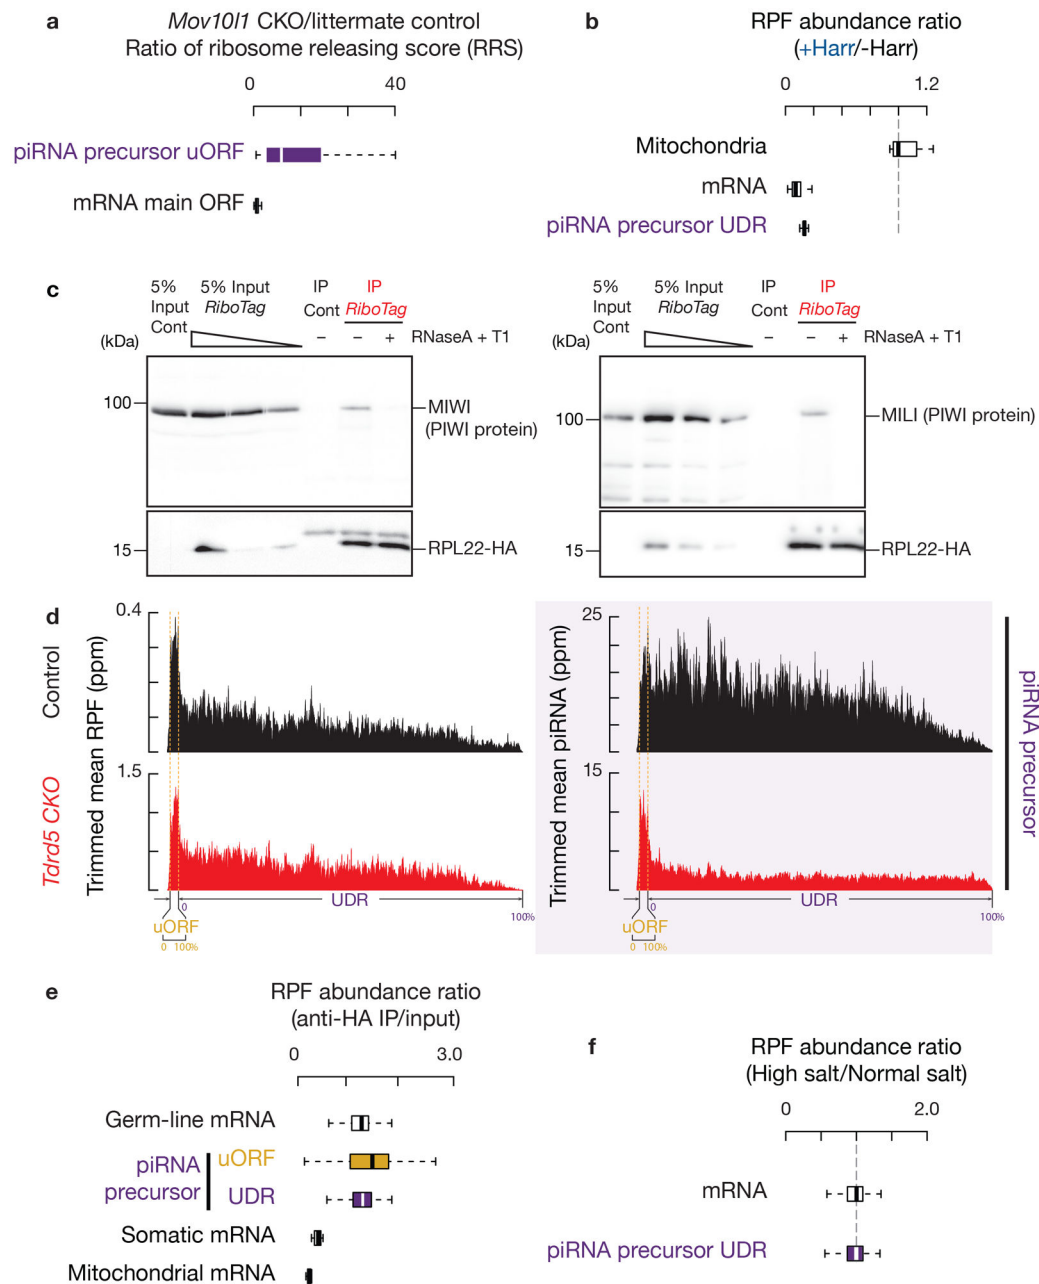 a
Mov10l1 CKO/littermate control
Ratio of ribosome releasing score (RRS)
0 40
piRNA precursor uORF
mRNA main ORF
b
RPF abundance ratio
(+Harr/-Harr)
0 1.2
Mitochondria
mRNA
piRNA precursor UDR
c
5% Input Cont
5% Input RiboTag
IP Cont
IP RiboTag
(kDa)
– – + RNaseA + T1
100
MIWI
(PIWI protein)
15
RPL22-HA
5% Input Cont
5% Input RiboTag
IP Cont
IP RiboTag
(kDa)
– – + RNaseA + T1
100
MILI (PIWI protein)
15
RPL22-HA
d
Control
Tdrd5 CKO
Trimmed mean RPF (ppm)
0.4
1.5
0 UDR 100%
uORF
0 100%
Trimmed mean piRNA (ppm)
25
15
0 UDR 100%
uORF
0 100%
piRNA precursor
e
RPF abundance ratio
(anti-HA IP/input)
0 3.0
Germ-line mRNA
piRNA precursor
uORF
UDR
Somatic mRNA
Mitochondrial mRNA
f
RPF abundance ratio
(High salt/Normal salt)
0 2.0
mRNA
piRNA precursor UDR